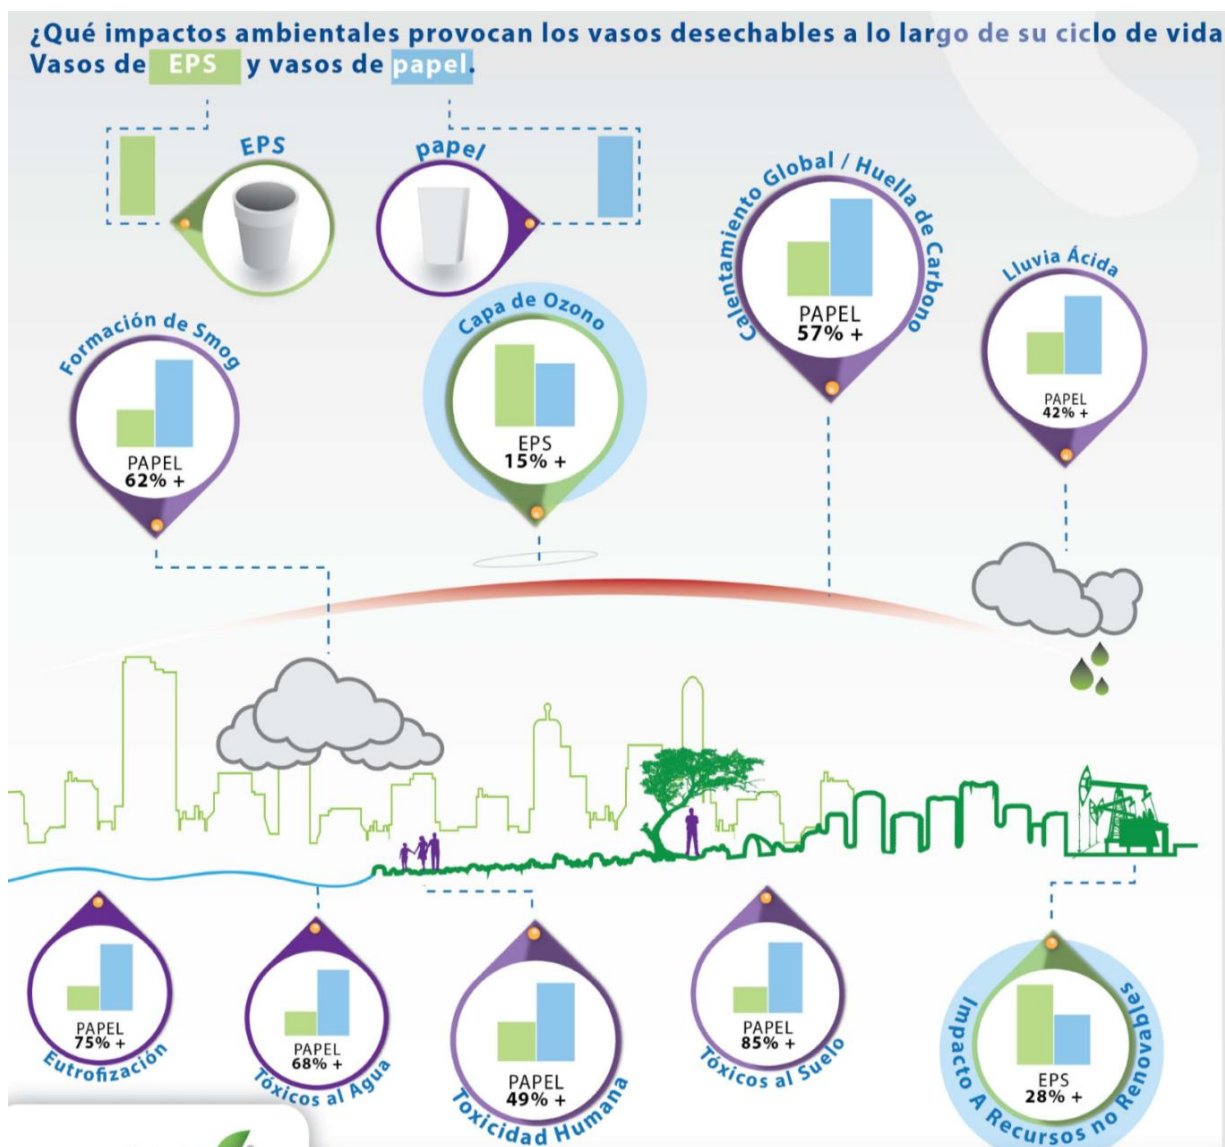 ¿Qué impactos ambientales provocan los vasos desechables a lo largo de su ciclo de vida
Vasos de EPS y vasos de papel.
EPS
papel
Calentamiento Global / Huella de Carbono
PAPEL
57% +
Lluvia Ácida
PAPEL
42% +
Formación de Smog
PAPEL
62% +
Capa de Ozono
EPS
15% +
PAPEL
75% +
Eutrofización
PAPEL
68% +
Tóxicos al Agua
PAPEL
49% +
Toxicidad Humana
PAPEL
85% +
Tóxicos al Suelo
EPS
28% +
Impacto A Recursos no Renovables